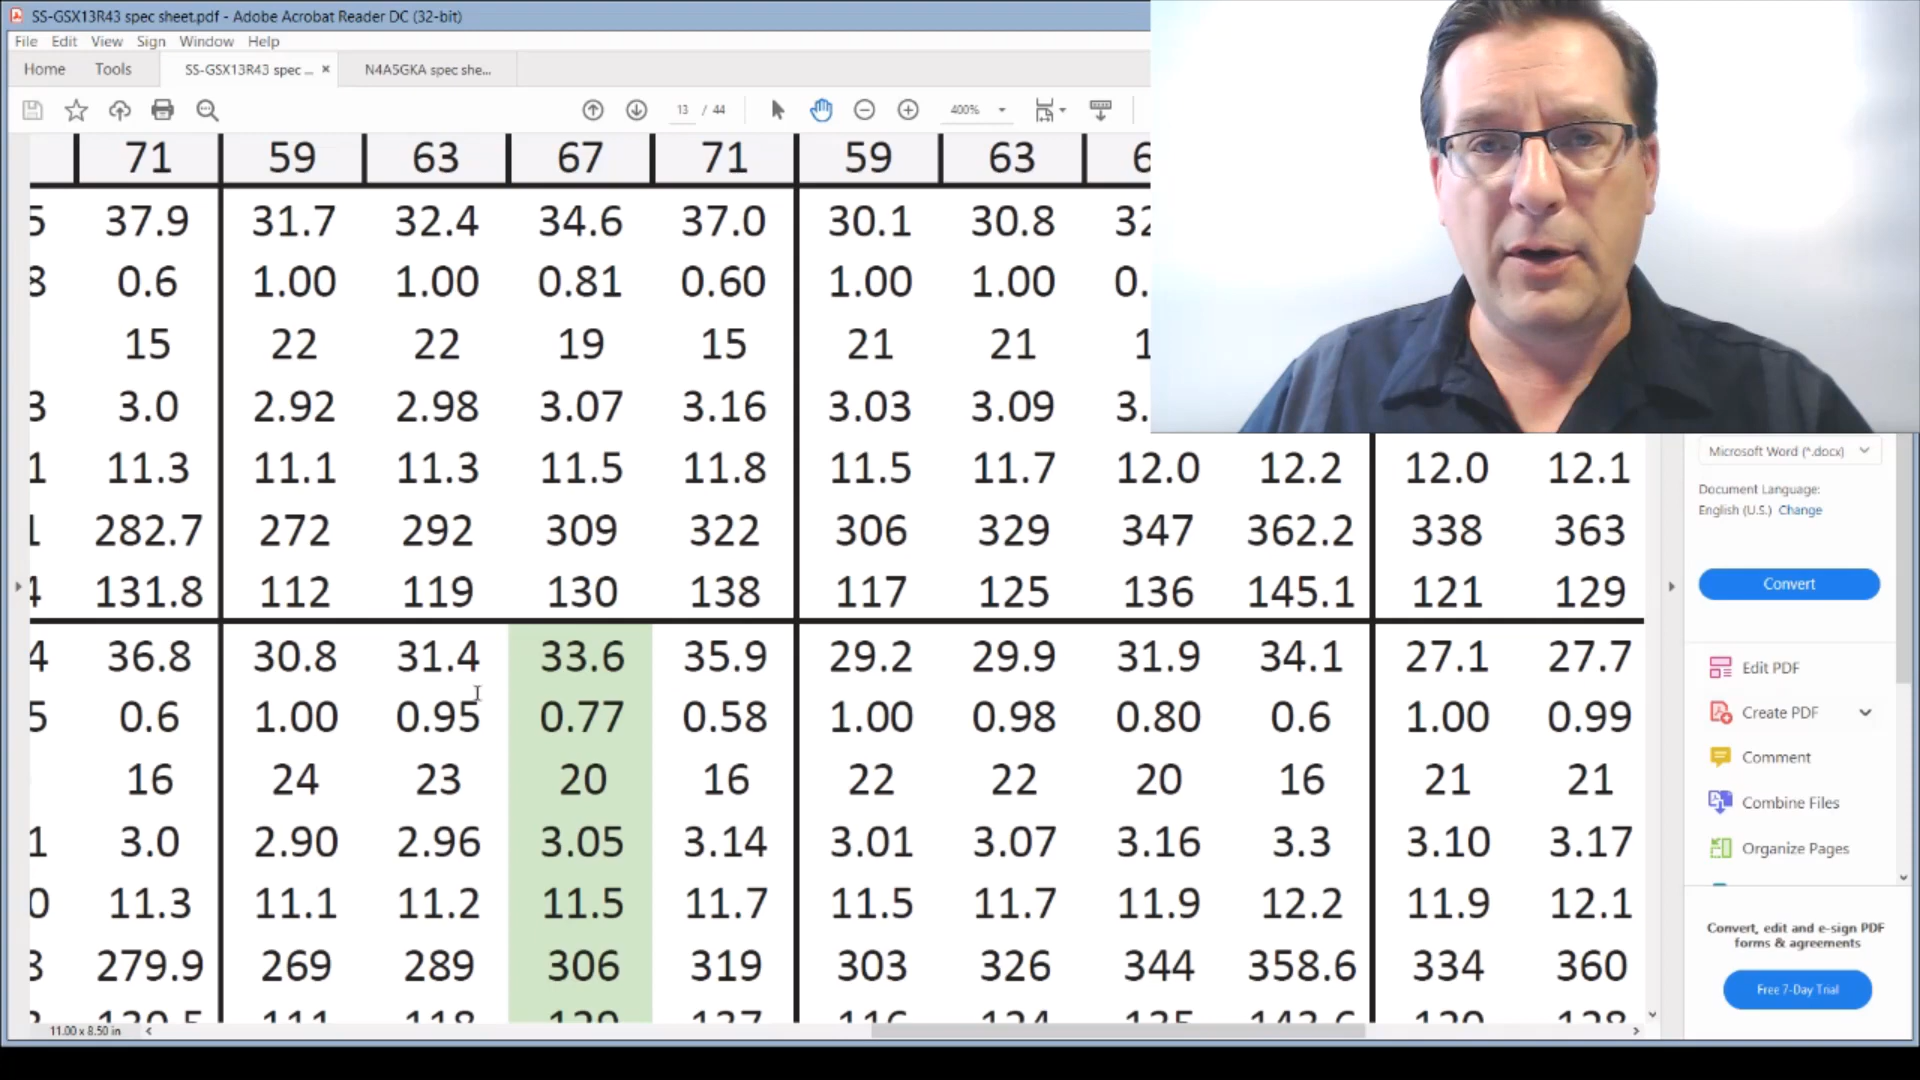 SS-GSX13R43 spec sheet.pdf - Adobe Acrobat Reader DC (32-bit)
File Edit View Sign Window Help
Home Tools SS-GSX13R43 spec ... × N4A5GKA spec she...
13 / 44 400%
71 59 63 67 71 59 63
5 37.9 31.7 32.4 34.6 37.0 30.1 30.8 32
8 0.6 1.00 1.00 0.81 0.60 1.00 1.00 0.
15 22 22 19 15 21 21 1
3 3.0 2.92 2.98 3.07 3.16 3.03 3.09 3.
1 11.3 11.1 11.3 11.5 11.8 11.5 11.7 12.0 12.2 12.0 12.1
282.7 272 292 309 322 306 329 347 362.2 338 363
4 131.8 112 119 130 138 117 125 136 145.1 121 129
4 36.8 30.8 31.4 33.6 35.9 29.2 29.9 31.9 34.1 27.1 27.7
5 0.6 1.00 0.95 0.77 0.58 1.00 0.98 0.80 0.6 1.00 0.99
16 24 23 20 16 22 22 20 16 21 21
1 3.0 2.90 2.96 3.05 3.14 3.01 3.07 3.16 3.3 3.10 3.17
0 11.3 11.1 11.2 11.5 11.7 11.5 11.7 11.9 12.2 11.9 12.1
8 279.9 269 289 306 319 303 326 344 358.6 334 360
11.00 x 8.50 in
Microsoft Word (*.docx)
Document Language:
English (U.S.) Change
Convert
Edit PDF
Create PDF
Comment
Combine Files
Organize Pages
Convert, edit and e-sign PDF
forms & agreements
Free 7-Day Trial